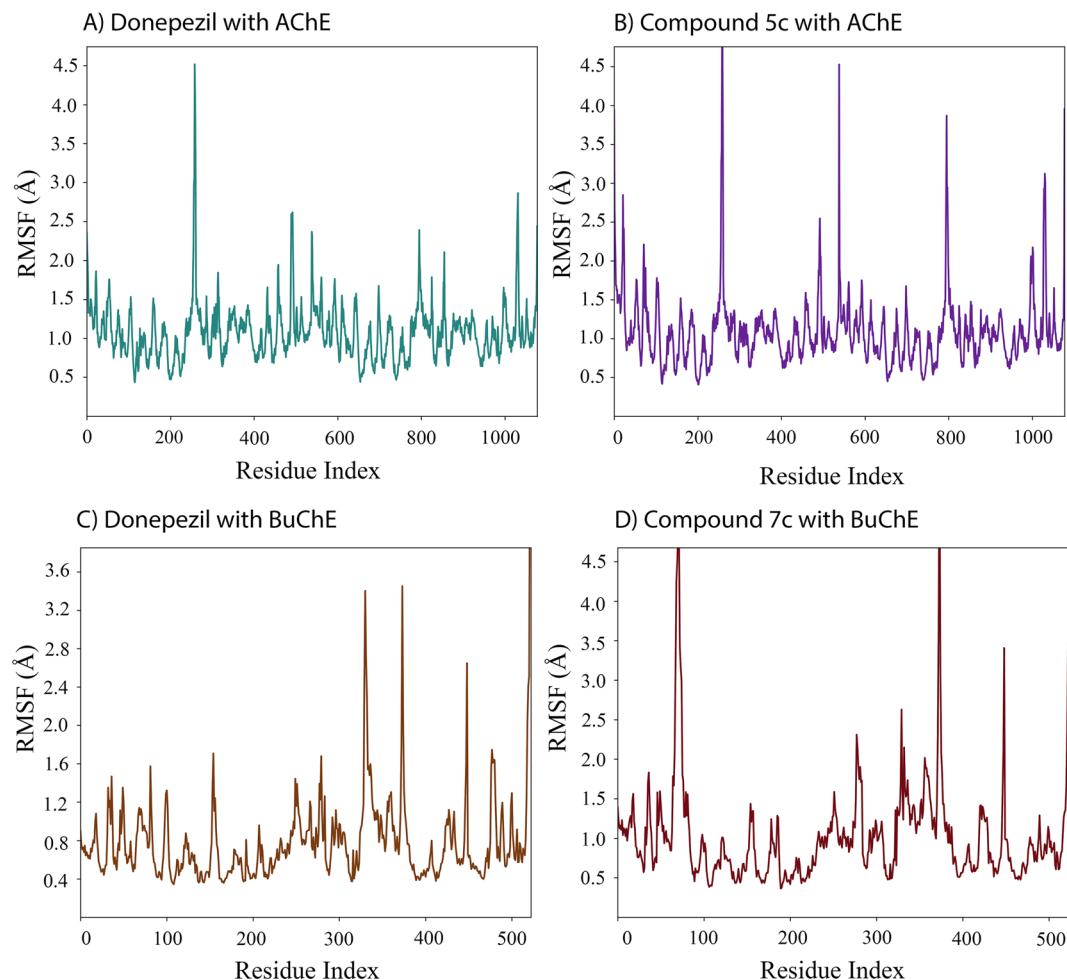 A) Donepezil with AChE
RMSF (Å)
4.5
4.0
3.5
3.0
2.5
2.0
1.5
1.0
0.5
0 200 400 600 800 1000
Residue Index
B) Compound 5c with AChE
RMSF (Å)
4.5
4.0
3.5
3.0
2.5
2.0
1.5
1.0
0.5
0 200 400 600 800 1000
Residue Index
C) Donepezil with BuChE
RMSF (Å)
3.6
3.2
2.8
2.4
2.0
1.6
1.2
0.8
0.4
0 100 200 300 400 500
Residue Index
D) Compound 7c with BuChE
RMSF (Å)
4.5
4.0
3.5
3.0
2.5
2.0
1.5
1.0
0.5
0 100 200 300 400 500
Residue Index